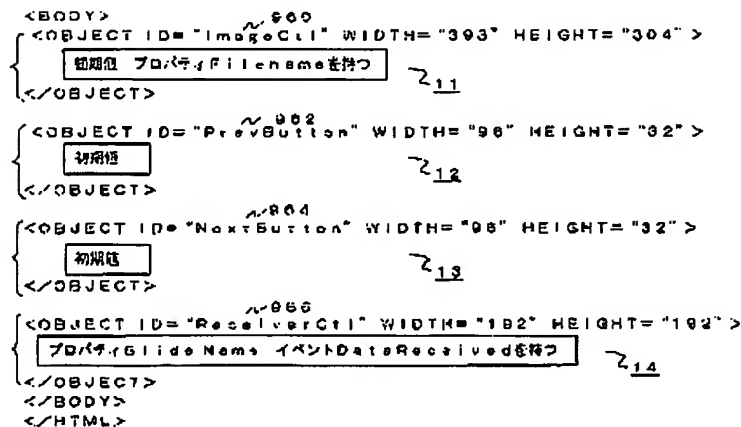 <BODY>
960
<OBJECT ID="ImageCtl" WIDTH="393" HEIGHT="304">
初期値 プロパティFilenameを持つ
11
</OBJECT>
962
<OBJECT ID="PrevButton" WIDTH="96" HEIGHT="32">
初期値
12
</OBJECT>
964
<OBJECT ID="NextButton" WIDTH="96" HEIGHT="32">
初期値
13
</OBJECT>
966
<OBJECT ID="ReceiverCtl" WIDTH="192" HEIGHT="192">
プロパティGlideName イベントDataReceivedを持つ
14
</OBJECT>
</BODY>
</HTML>